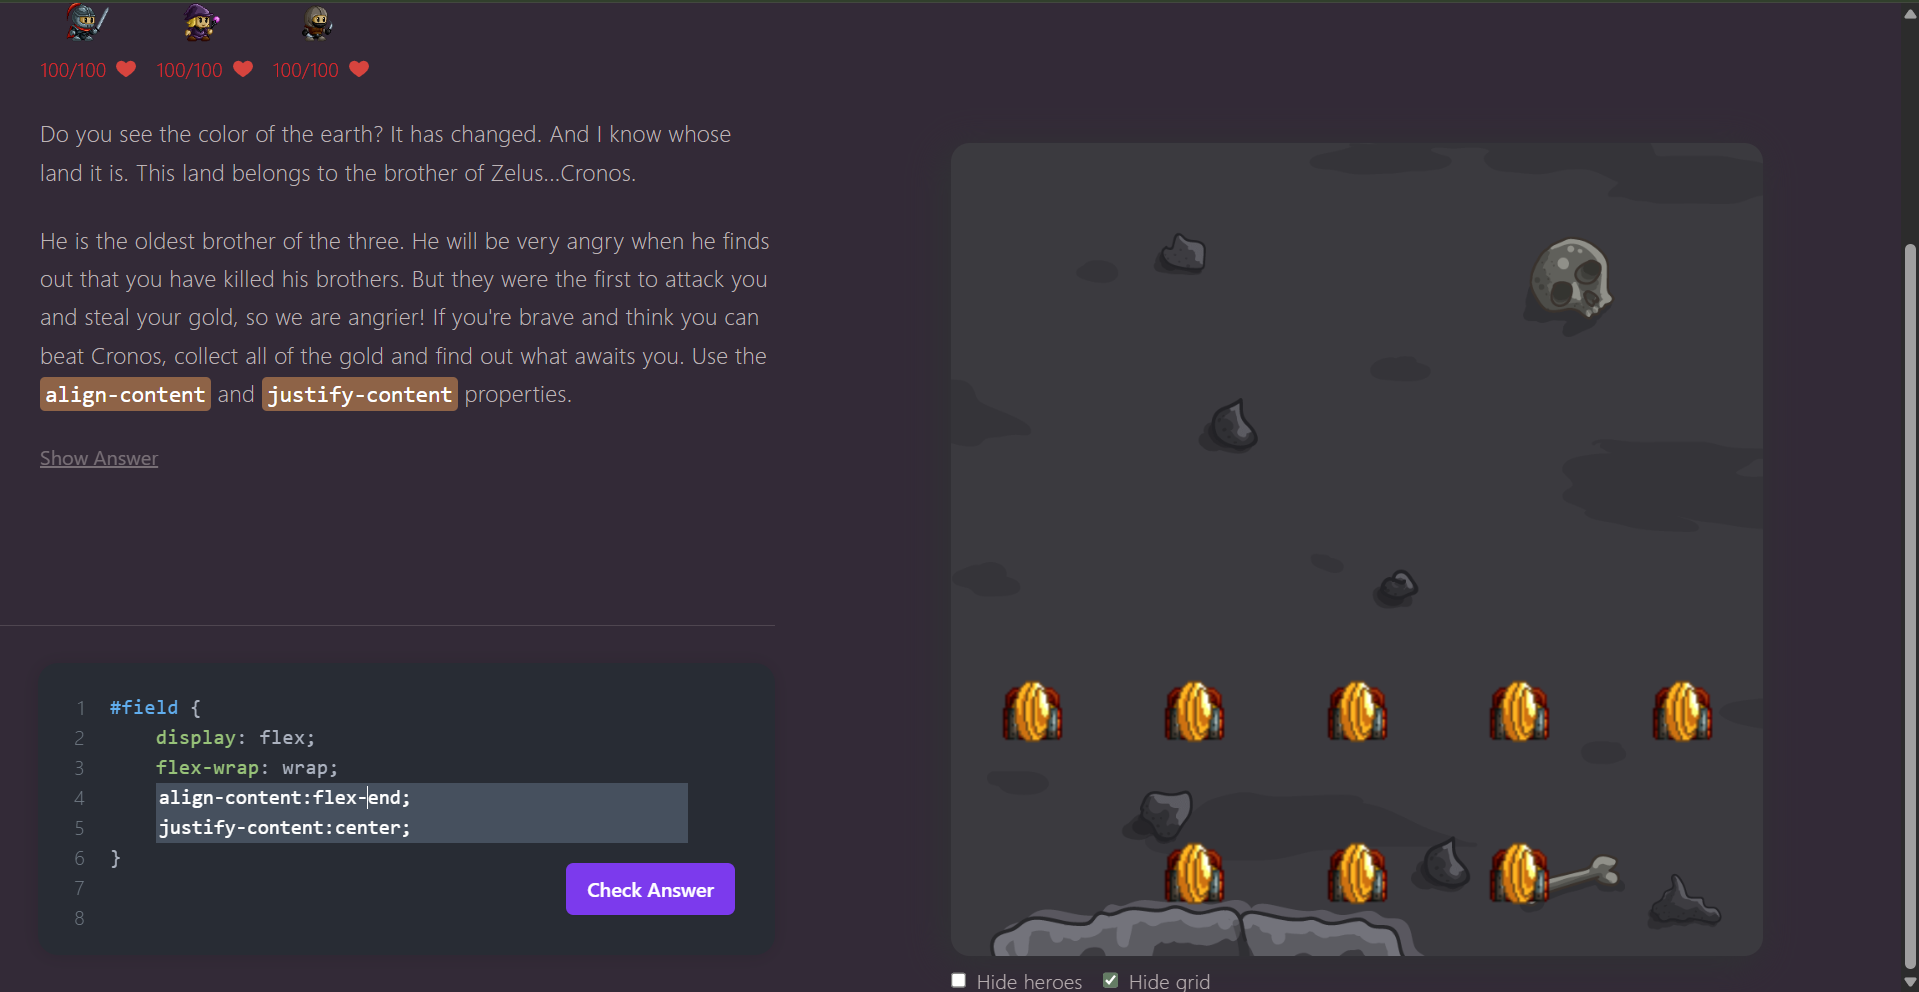 100/100 100/100 100/100
Do you see the color of the earth? It has changed. And I know whose
land it is. This land belongs to the brother of Zelus...Cronos.
He is the oldest brother of the three. He will be very angry when he finds
out that you have killed his brothers. But they were the first to attack you
and steal your gold, so we are angrier! If you're brave and think you can
beat Cronos, collect all of the gold and find out what awaits you. Use the
align-content and justify-content properties.
Show Answer
1 #field {
2 display: flex;
3 flex-wrap: wrap;
4 align-content:flex-end;
5 justify-content:center;
6 }
7
8
Check Answer
Hide heroes Hide grid